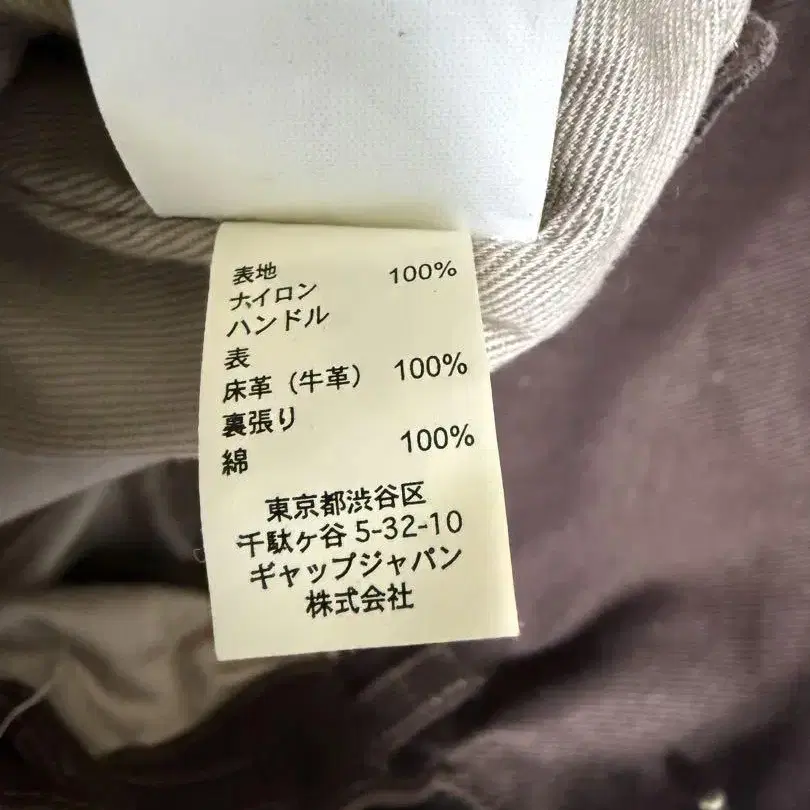 表地
ナイロン 100%
ハンドル
表
床革（牛革） 100%
裏張り
綿 100%
東京都渋谷区
千駄ケ谷 5-32-10
ギャップジャパン
株式会社